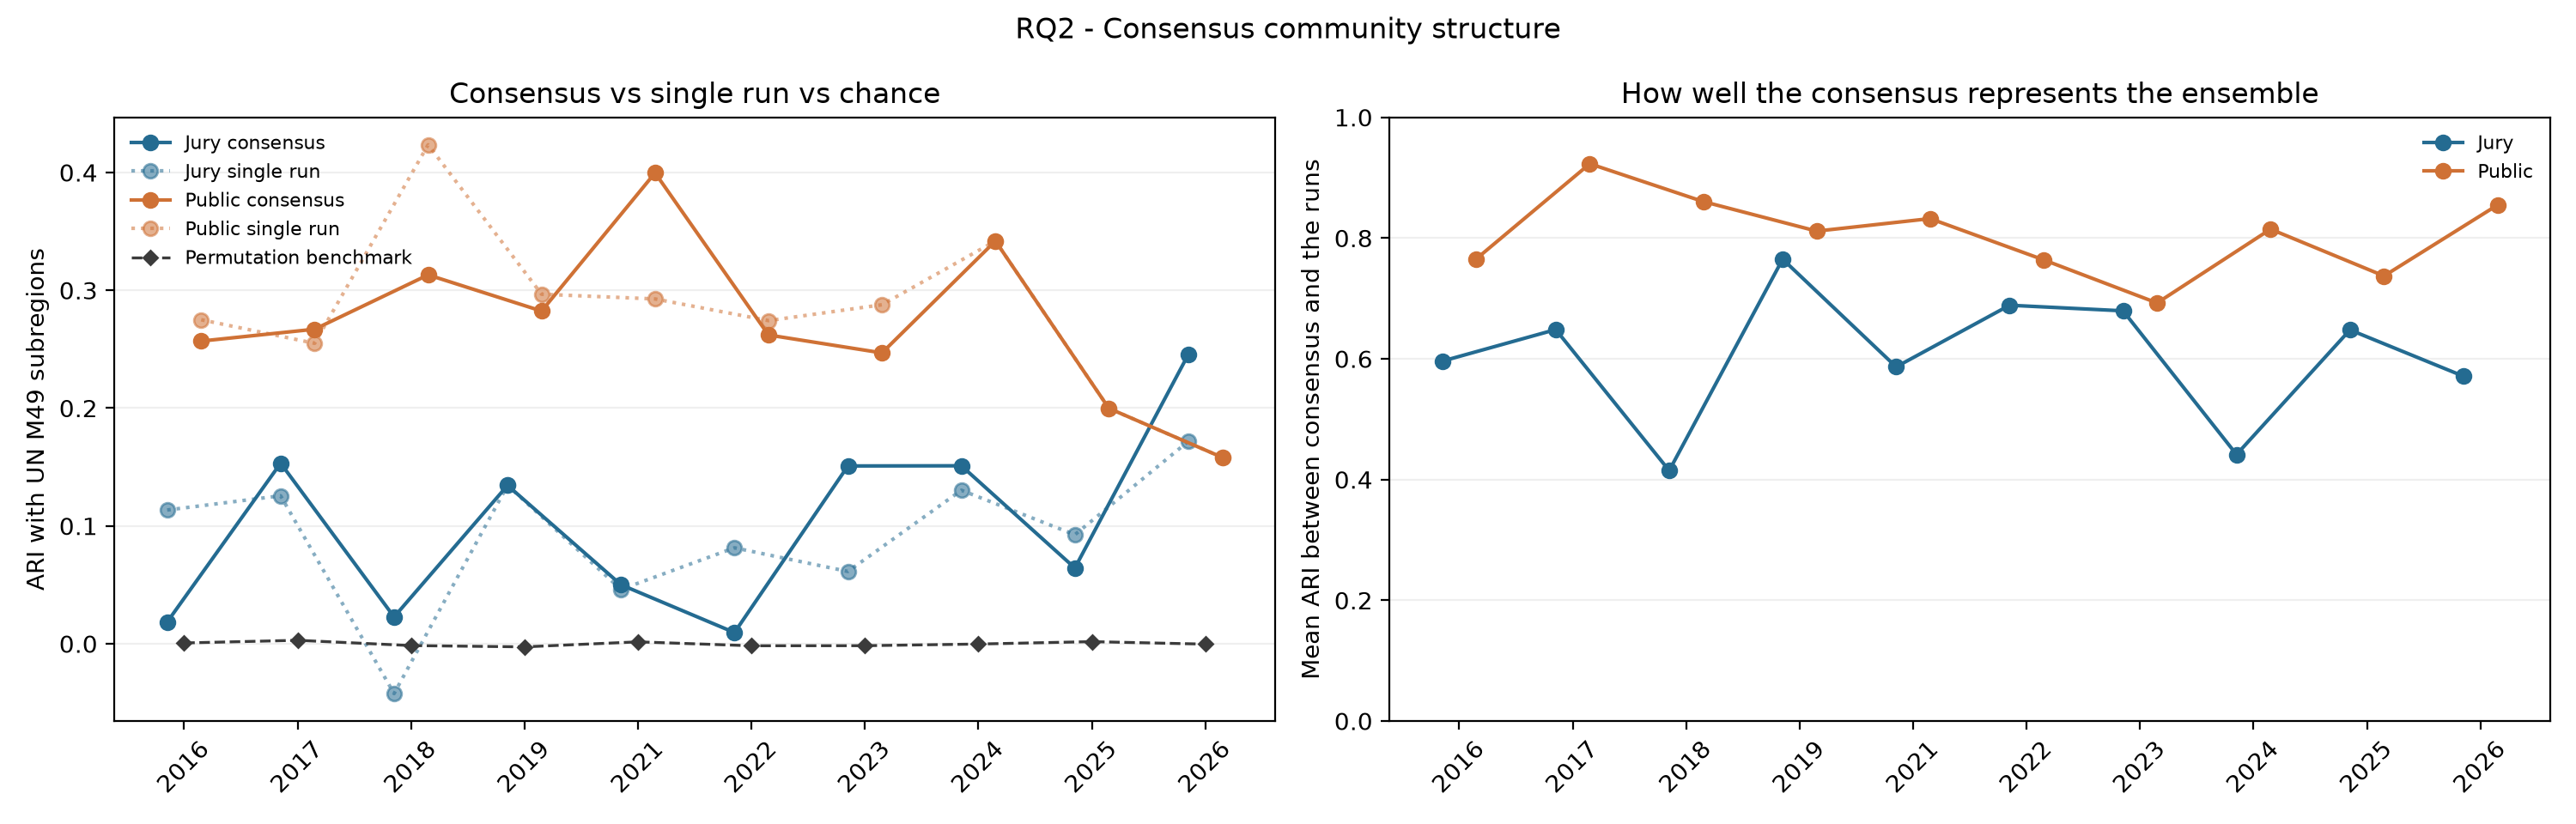 RQ2 - Consensus community structure
Consensus vs single run vs chance
ARI with UN M49 subregions
0.4
0.3
0.2
0.1
0.0
Jury consensus
Jury single run
Public consensus
Public single run
Permutation benchmark
2016
2017
2018
2019
2021
2022
2023
2024
2025
2026
How well the consensus represents the ensemble
Mean ARI between consensus and the runs
1.0
0.8
0.6
0.4
0.2
0.0
Jury
Public
2016
2017
2018
2019
2021
2022
2023
2024
2025
2026